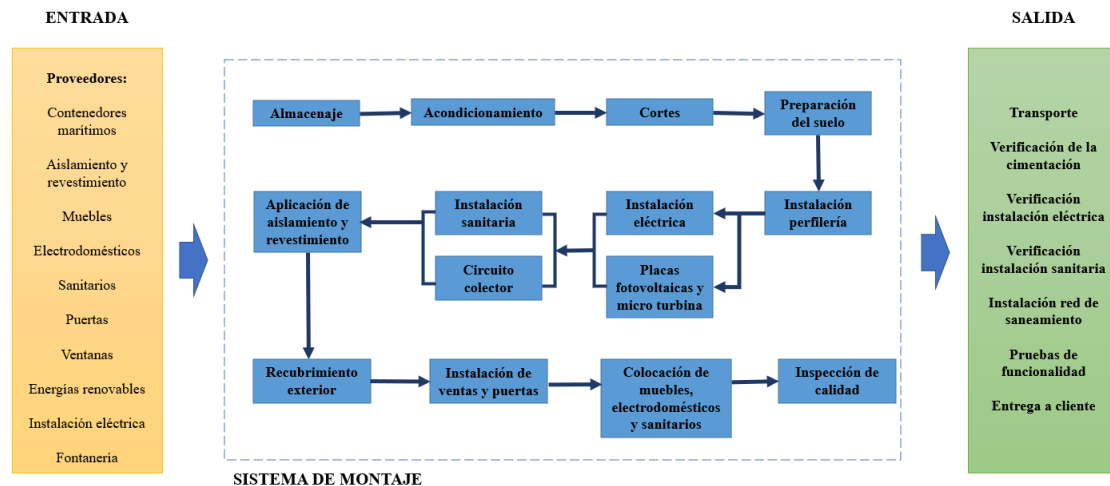 ENTRADA
SALIDA
Proveedores:
Contenedores
marítimos
Aislamiento y
revestimiento
Muebles
Electrodomésticos
Sanitarios
Puertas
Ventanas
Energías renovables
Instalación eléctrica
Fontanería
Almacenaje
Acondicionamiento
Cortes
Preparación
del suelo
Aplicación de
aislamiento y
revestimiento
Instalación
sanitaria
Instalación
eléctrica
Instalación
perfilería
Circuito
colector
Placas
fotovoltaicas y
micro turbina
Recubrimiento
exterior
Instalación de
ventas y puertas
Colocación de
muebles,
electrodomésticos
y sanitarios
Inspección de
calidad
SISTEMA DE MONTAJE
Transporte
Verificación de la
cimentación
Verificación
instalación eléctrica
Verificación
instalación sanitaria
Instalación red de
saneamiento
Pruebas de
funcionalidad
Entrega a cliente